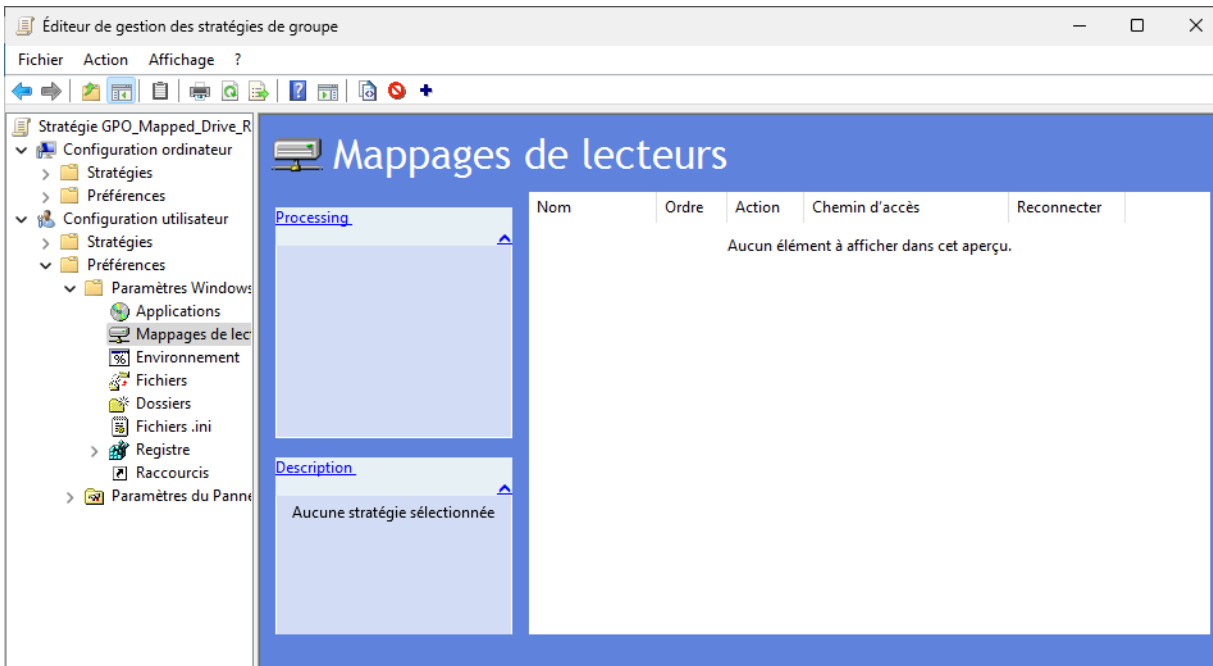 Éditeur de gestion des stratégies de groupe
Fichier Action Affichage ?
Stratégie GPO_Mapped_Drive_R
Configuration ordinateur
Stratégies
Préférences
Configuration utilisateur
Stratégies
Préférences
Paramètres Windows
Applications
Mappages de lec
Environnement
Fichiers
Dossiers
Fichiers .ini
Registre
Raccourcis
Paramètres du Panne
Mappages de lecteurs
Processing
Description
Aucune stratégie sélectionnée
Nom Ordre Action Chemin d'accès Reconnecter
Aucun élément à afficher dans cet aperçu.